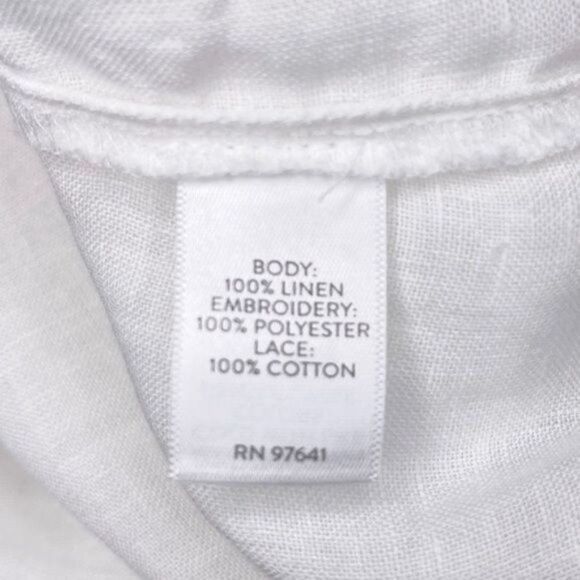 BODY:
100% LINEN
EMBROIDERY:
100% POLYESTER
LACE:
100% COTTON
RN 97641